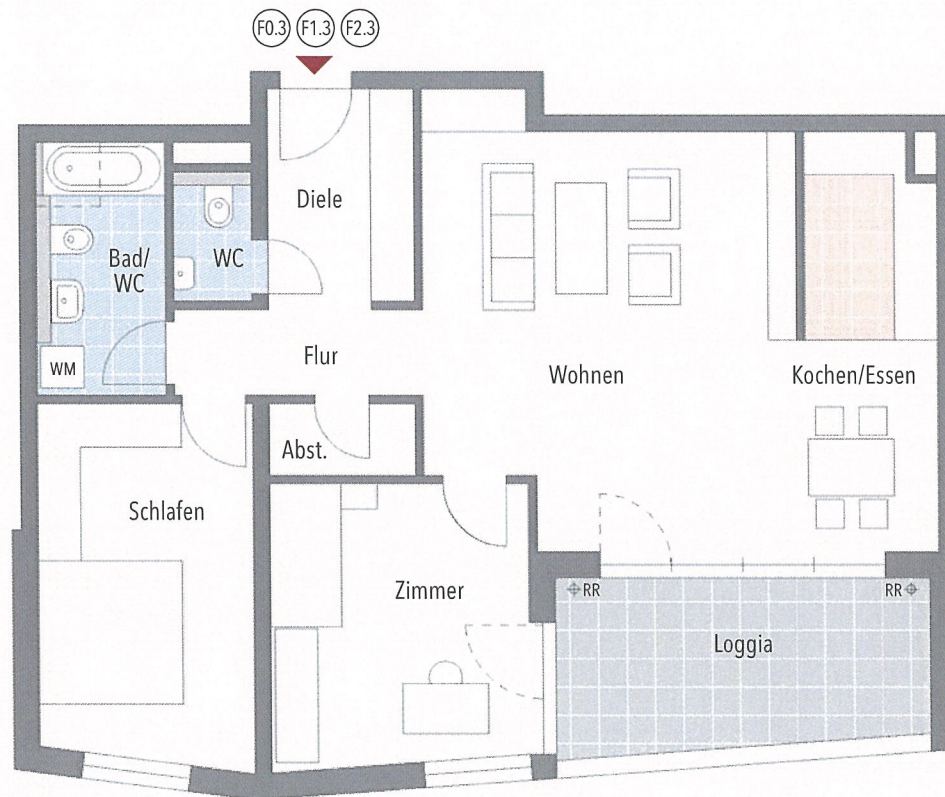 F0.3 F1.3 F2.3
Diele
Bad/
WC
WC
WM
Flur
Wohnen
Kochen/Essen
Abst.
Schlafen
Zimmer
RR
RR
Loggia